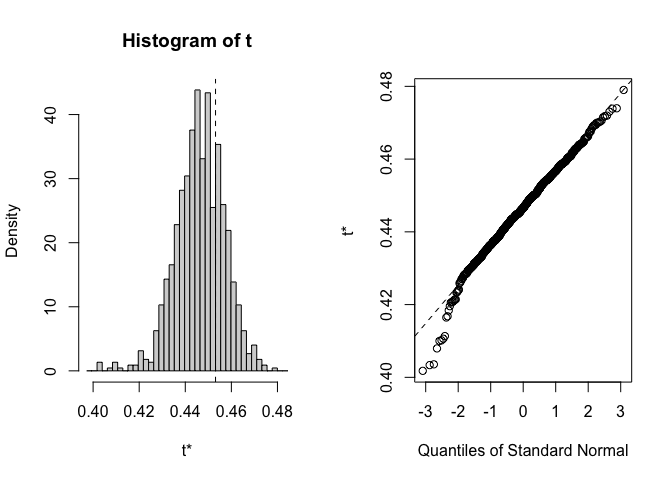 Histogram of t
Density
0 10 20 30 40
0.40 0.42 0.44 0.46 0.48
t*
t*
0.40 0.42 0.44 0.46 0.48
-3 -2 -1 0 1 2 3
Quantiles of Standard Normal